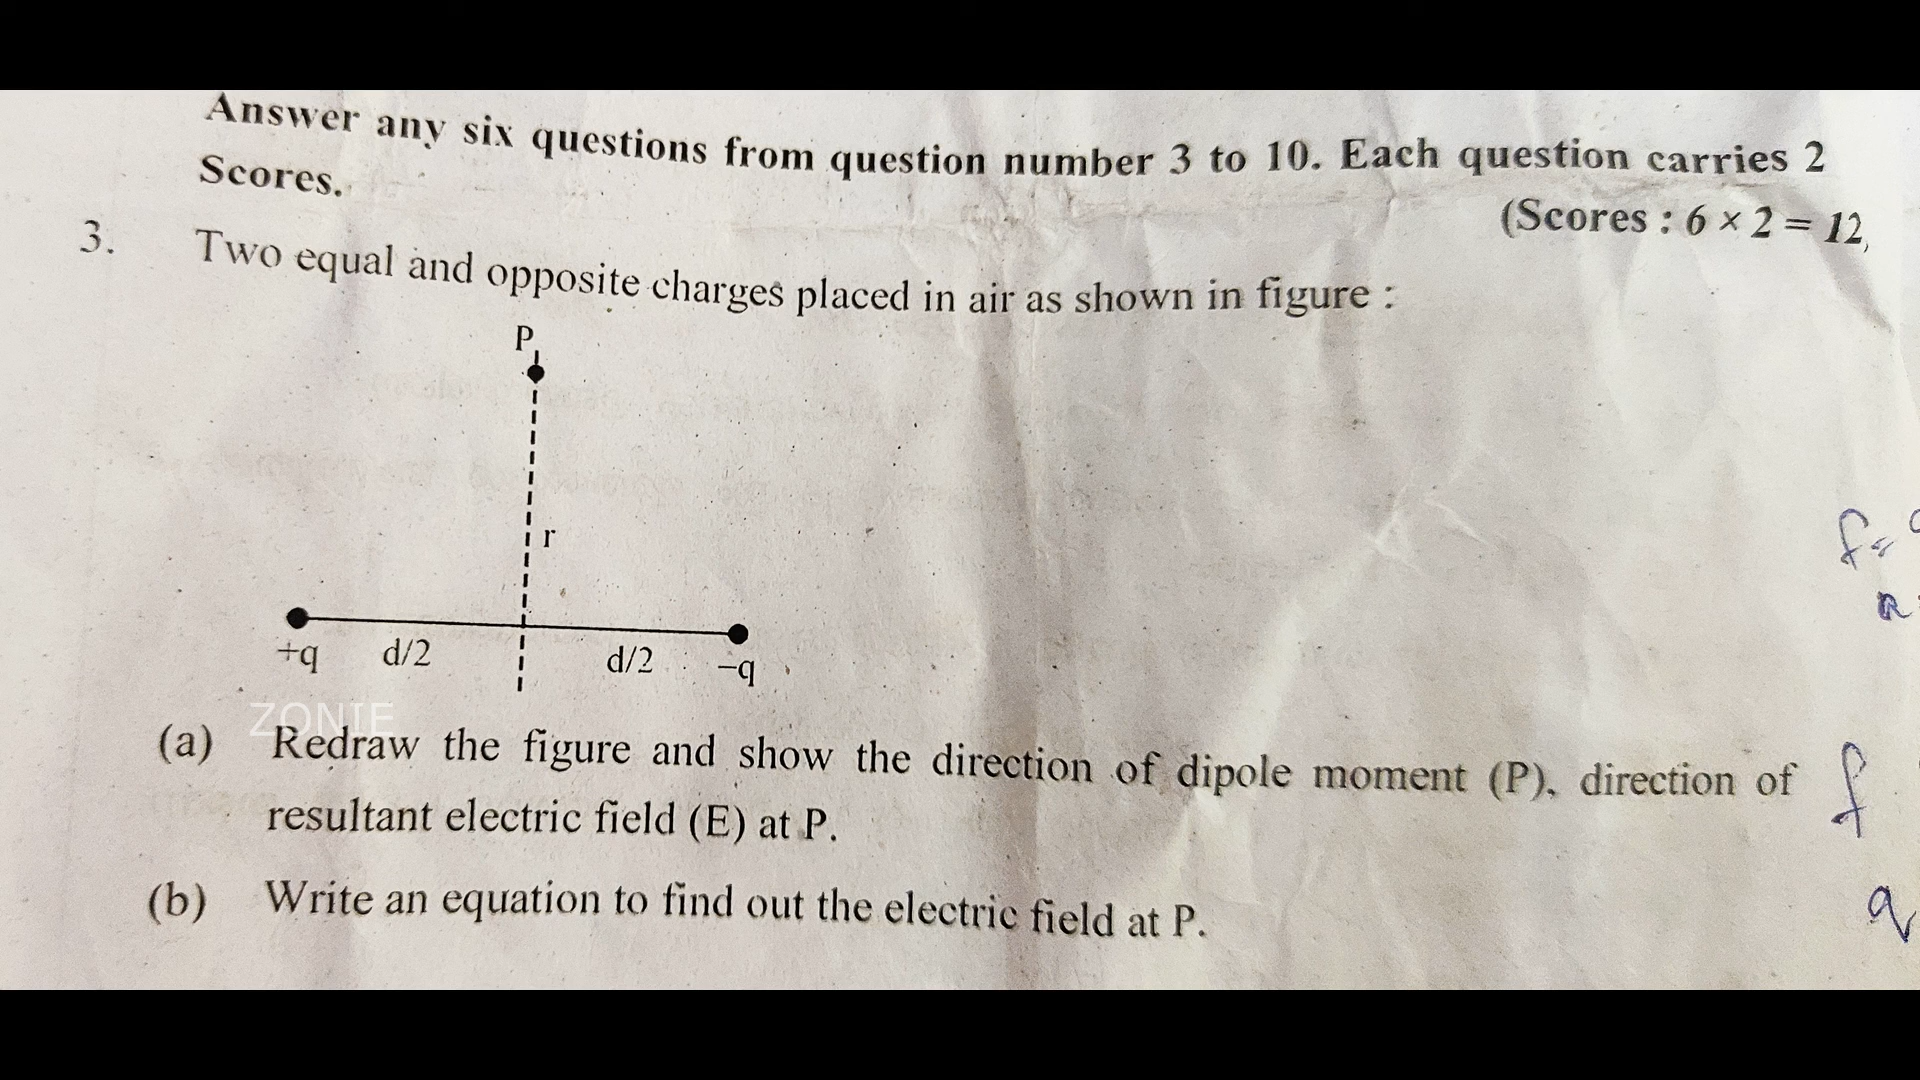 Answer any six questions from question number 3 to 10. Each question carries 2
Scores.
(Scores : 6 × 2 = 12
3. Two equal and opposite charges placed in air as shown in figure :
P
r
+q d/2 d/2 –q
ZONIE
(a) Redraw the figure and show the direction of dipole moment (P), direction of
resultant electric field (E) at P.
(b) Write an equation to find out the electric field at P.